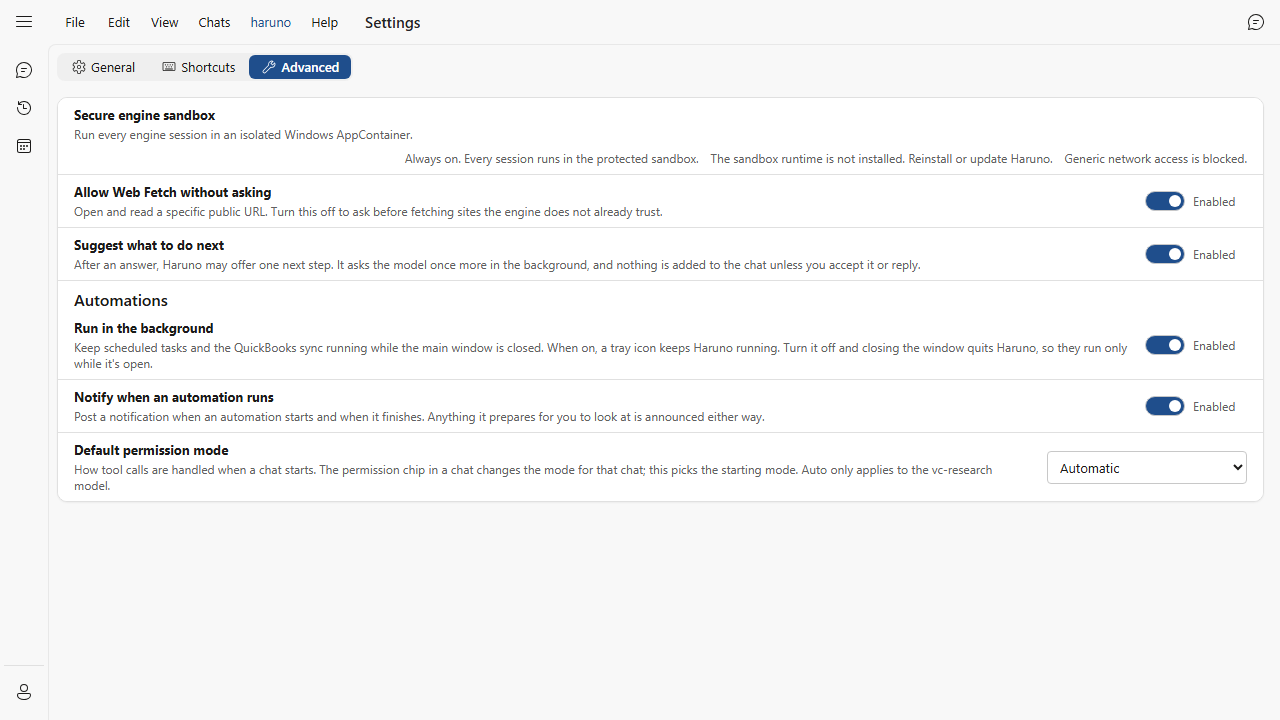 File Edit View Chats haruno Help Settings
General Shortcuts Advanced
Secure engine sandbox
Run every engine session in an isolated Windows AppContainer.
Always on. Every session runs in the protected sandbox. The sandbox runtime is not installed. Reinstall or update Haruno. Generic network access is blocked.
Allow Web Fetch without asking
Open and read a specific public URL. Turn this off to ask before fetching sites the engine does not already trust.
Enabled
Suggest what to do next
After an answer, Haruno may offer one next step. It asks the model once more in the background, and nothing is added to the chat unless you accept it or reply.
Enabled
Automations
Run in the background
Keep scheduled tasks and the QuickBooks sync running while the main window is closed. When on, a tray icon keeps Haruno running. Turn it off and closing the window quits Haruno, so they run only
while it's open.
Enabled
Notify when an automation runs
Post a notification when an automation starts and when it finishes. Anything it prepares for you to look at is announced either way.
Enabled
Default permission mode
How tool calls are handled when a chat starts. The permission chip in a chat changes the mode for that chat; this picks the starting mode. Auto only applies to the vc-research
model.
Automatic